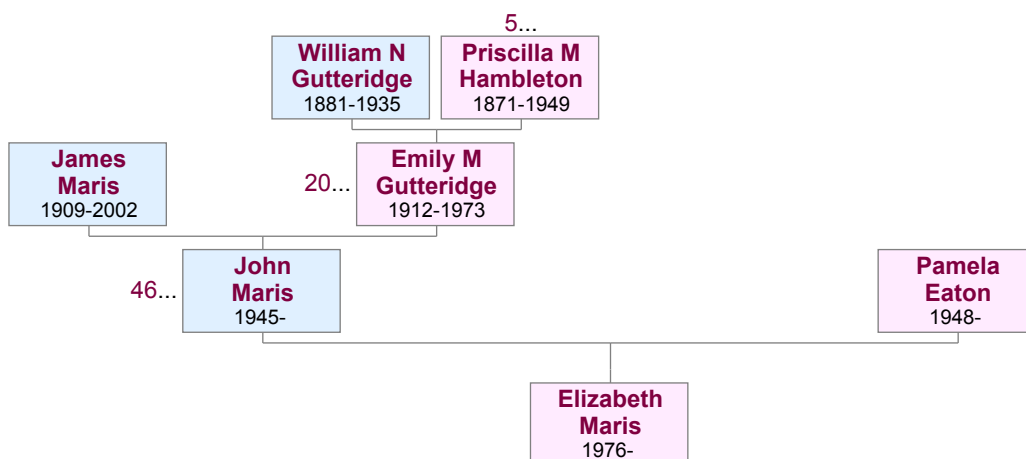 5...
William N
Gutteridge
1881-1935
Priscilla M
Hambleton
1871-1949
James
Maris
1909-2002
20...
Emily M
Gutteridge
1912-1973
46...
John
Maris
1945-
Pamela
Eaton
1948-
Elizabeth
Maris
1976-